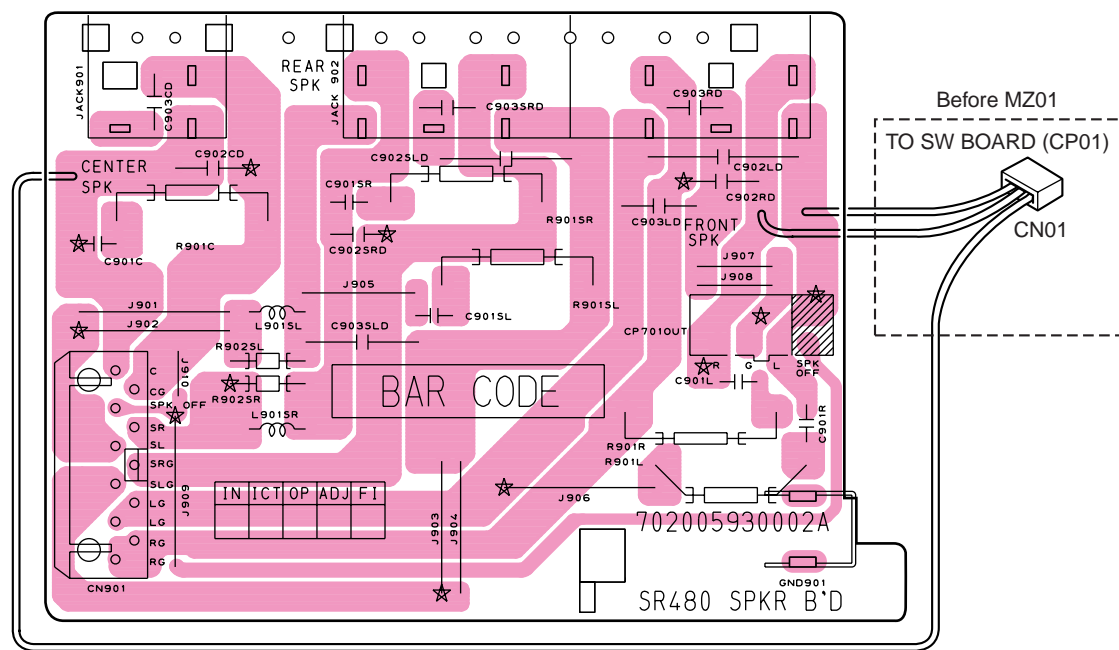 JACK901
C903CD
REAR
SPK
JACK 902
C903SRD
C903RD
Before MZ01
TO SW BOARD (CP01)
CN01
CENTER
SPK
C902CD
C902SLD
C902LD
C902RD
C901SR
C903LD
FRONT
SPK
R901SR
C901C
R901C
C902SRD
J907
J908
J901
J902
J905
R901SL
C901SL
L901SL
C903SLD
CP701OUT
R902SL
R G L SPK
OFF
C901L
J910
C
CG
SPK OFF
SR
SL
SRG
SLG
LG
LG
RG
RG
R902SR
L901SR
BAR CODE
C901R
R901R
R901L
J909
IN ICT OP ADJ FI
J903
J904
J906
702005930002A
CN901
GND901
SR480 SPKR B'D